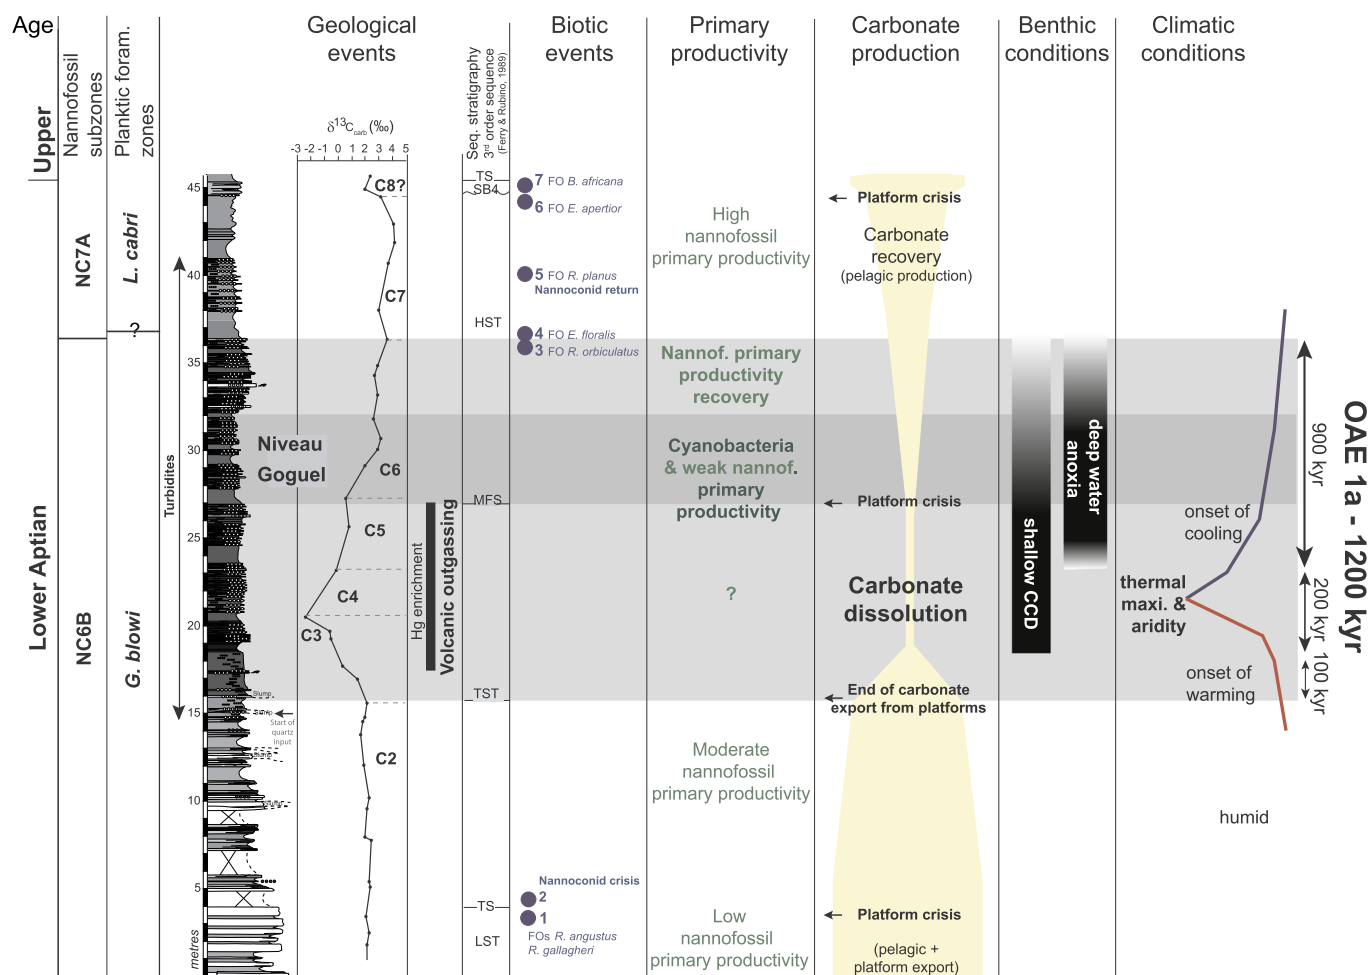 Age
Upper
Lower Aptian
Nannofossil
subzones
NC7A
NC6B
Planktic foram.
zones
L. cabri
?
G. blowi
Turbidites
metres
45
40
35
30
25
20
15
10
5
Slump
Slump
Slump
Slump
Start of
quartz
input
Geological
events
δ13Ccarb (‰)
-3 -2 -1 0 1 2 3 4 5
C8?
C7
C6
C5
C4
C3
C2
Niveau
Goguel
Hg enrichment
Volcanic outgassing
Seq. stratigraphy
3rd order sequence
(Ferry & Rubino, 1989)
TS
SB4
HST
MFS
TST
TS
LST
Biotic
events
7 FO B. africana
6 FO E. apertior
5 FO R. planus
Nannoconid return
4 FO E. floralis
3 FO R. orbiculatus
Nannoconid crisis
2
1
FOs R. angustus
R. gallagheri
Primary
productivity
High
nannofossil
primary productivity
Nannof. primary
productivity
recovery
Cyanobacteria
& weak nannof.
primary
productivity
?
Moderate
nannofossil
primary productivity
Low
nannofossil
primary productivity
Carbonate
production
Platform crisis
Carbonate
recovery
(pelagic production)
Platform crisis
Carbonate
dissolution
End of carbonate
export from platforms
Platform crisis
(pelagic +
platform export)
Benthic
conditions
shallow CCD
deep water
anoxia
Climatic
conditions
onset of
cooling
thermal
maxi. &
aridity
onset of
warming
humid
900 kyr
200 kyr
100 kyr
OAE 1a - 1200 kyr